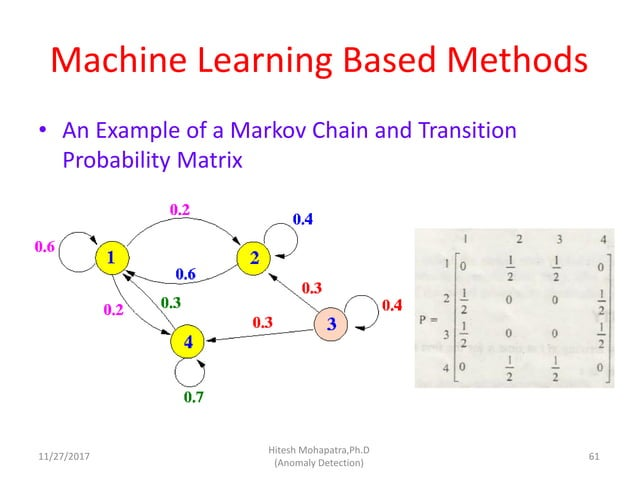 Machine Learning Based Methods
• An Example of a Markov Chain and Transition
Probability Matrix
0.2
0.4
0.6
1
2
0.6
0.3
0.2
0.3
0.4
0.3
3
4
0.7
1 2 3 4
1 0 1/2 1/2 0
2 1/2 0 0 1/2
P =
3 1/2 0 0 1/2
4 0 1/2 1/2 0
11/27/2017
Hitesh Mohapatra,Ph.D
(Anomaly Detection)
61